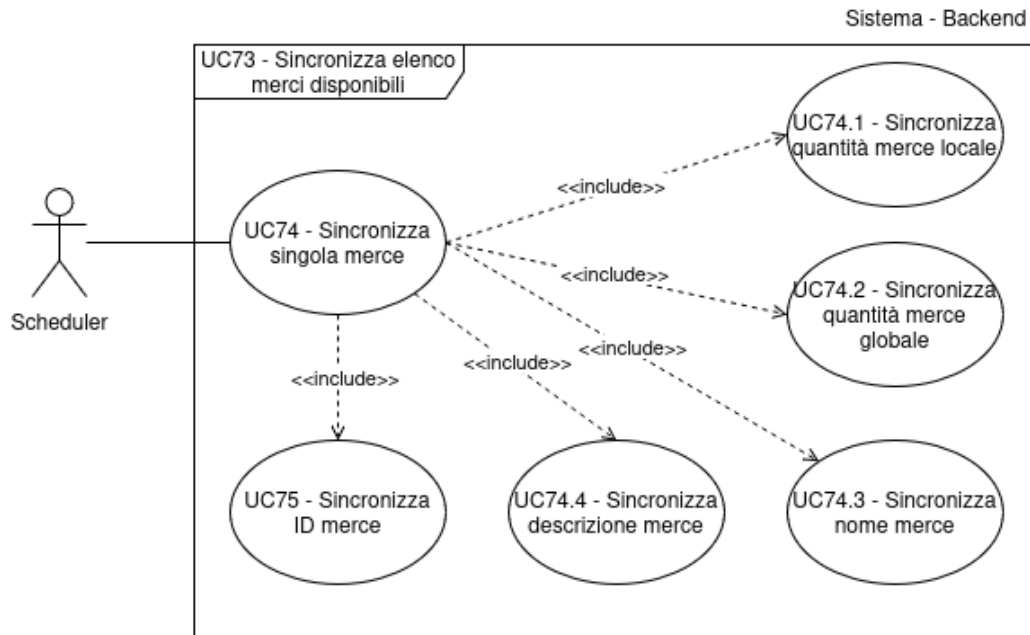 Sistema - Backend
UC73 - Sincronizza elenco
merci disponibili
UC74.1 - Sincronizza
quantità merce locale
<<include>>
UC74 - Sincronizza
singola merce
<<include>>
UC74.2 - Sincronizza
quantità merce
globale
Scheduler
<<include>>
<<include>>
<<include>>
UC75 - Sincronizza
ID merce
UC74.4 - Sincronizza
descrizione merce
UC74.3 - Sincronizza
nome merce